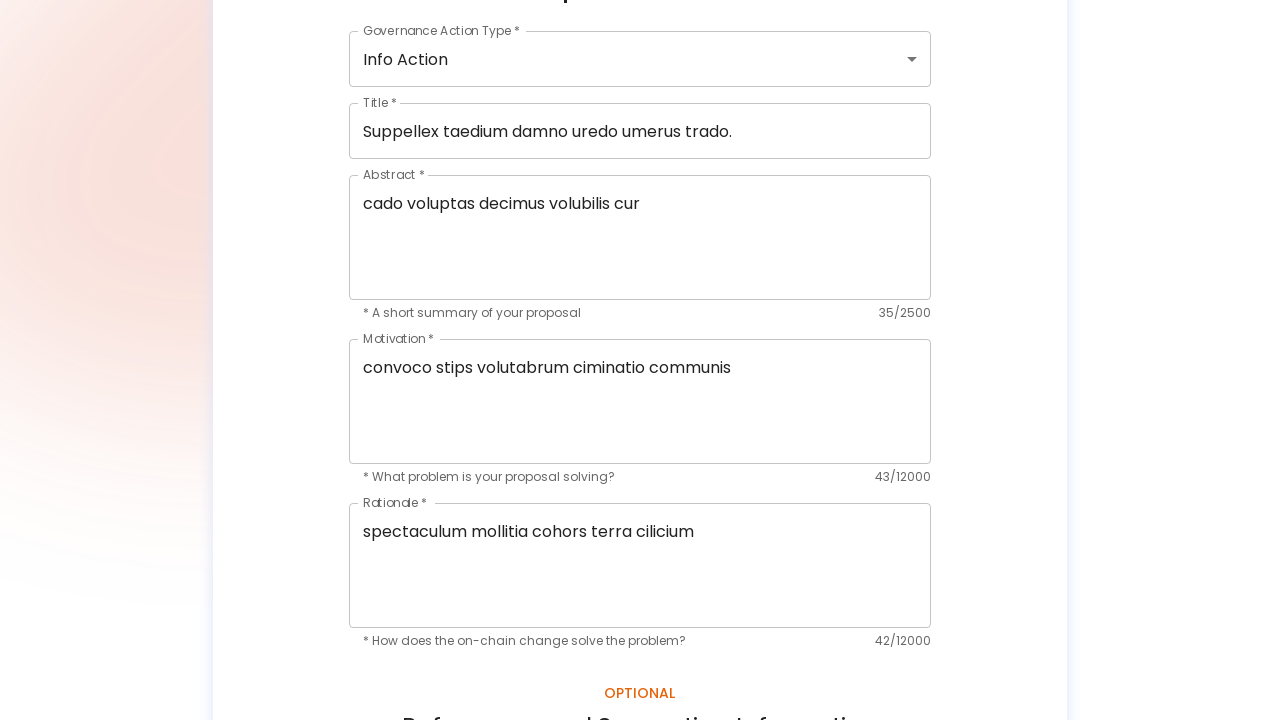 Governance Action Type *
Info Action
Title *
Suppellex taedium damno uredo umerus trado.
Abstract *
cado voluptas decimus volubilis cur
* A short summary of your proposal 35/2500
Motivation *
convoco stips volutabrum ciminatio communis
* What problem is your proposal solving? 43/12000
Rationale *
spectaculum mollitia cohors terra cilicium
* How does the on-chain change solve the problem? 42/12000
OPTIONAL